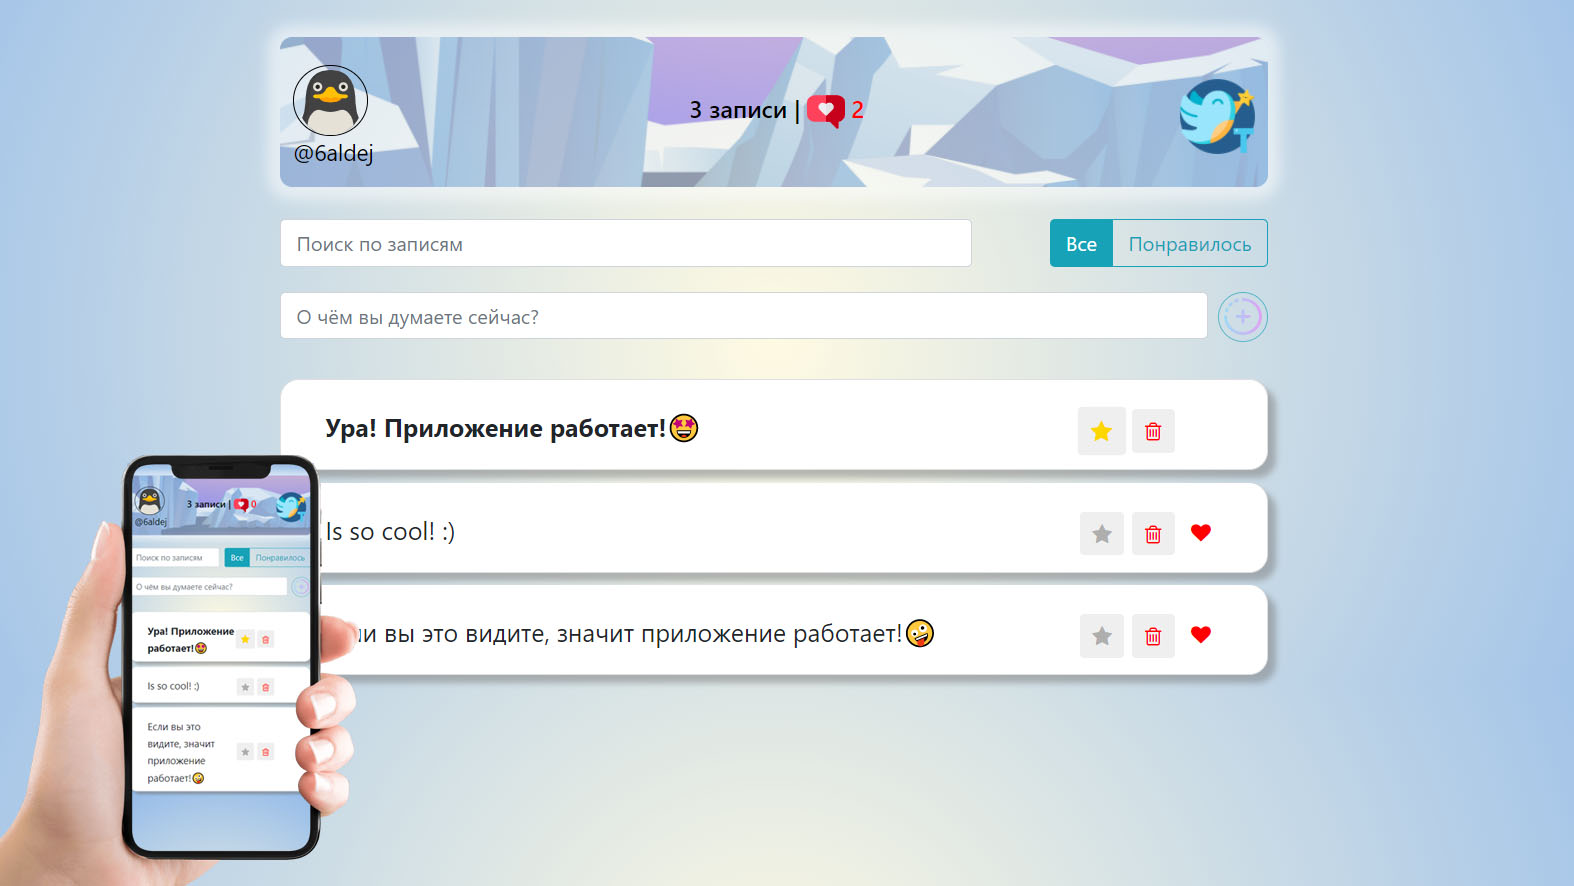 3 записи | 2
@6aldej
Поиск по записям
Все
Понравилось
О чём вы думаете сейчас?
Ура! Приложение работает!🤩
Is so cool! :)
ли вы это видите, значит приложение работает!🤪
3 записи | 0
@6aldej
Поиск по записям
Все
Понравилось
О чём вы думаете сейчас?
Ура! Приложение
работает!🤩
Is so cool! :)
Если вы это
видите, значит
приложение
работает!🤪